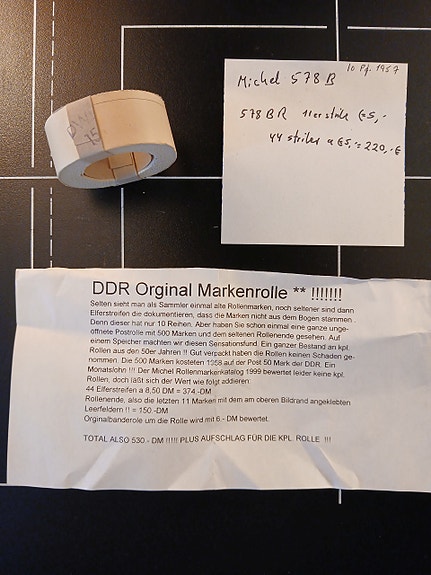 10 Pf. 1957
Michel 578 B
578 BR 11er streifen € 5,-
44 streifen a € 5,- = 220,- €
DDR Orginal Markenrolle ** !!!!!!!
Selten sieht man als Sammler einmal alte Rollenmarken, noch seltener sind dann
Elferstreifen die dokumentieren, dass die Marken nicht aus dem Bogen stammen .
Denn dieser hat nur 10 Reihen. Aber haben Sie schon einmal eine ganze unge-
öffnete Postrolle mit 500 Marken und dem seltenen Rollenende gesehen. Auf
einem Speicher machten wir diesen Sensationsfund. Ein ganzer Bestand an kpl.
Rollen aus den 50er Jahren !! Gut verpackt haben die Rollen keinen Schaden ge-
nommen. Die 500 Marken kosteten 1958 auf der Post 50 Mark der DDR. Ein
Monatslohn !!! Der Michel Rollenmarkenkatalog 1999 bewertet leider keine kpl.
Rollen, doch läßt sich der Wert wie folgt addieren:
44 Elferstreifen a 8,50 DM = 374.-DM
Rollenende, also die letzten 11 Marken mit dem am oberen Bildrand angeklebten
Leerfeldern !! = 150.-DM
Orginalbanderole um die Rolle wird mit 6.- DM bewertet.
TOTAL ALSO 530.- DM !!!!! PLUS AUFSCHLAG FÜR DIE KPL. ROLLE !!!